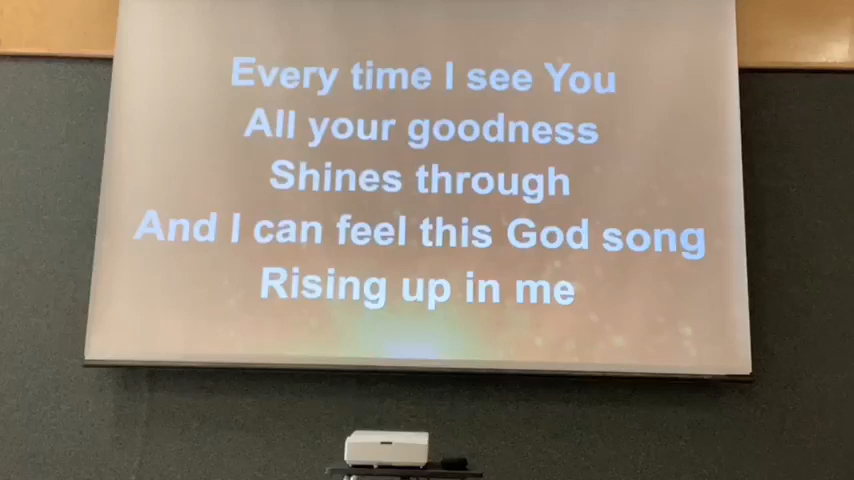 Every time I see You
All your goodness
Shines through
And I can feel this God song
Rising up in me